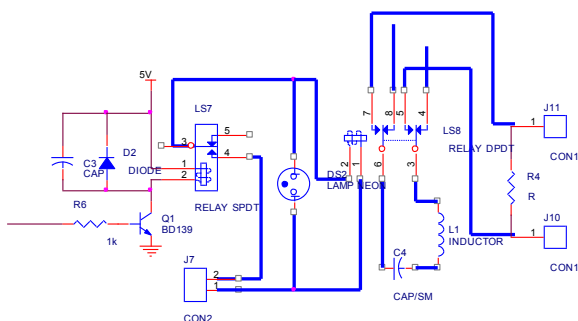 5V
LS7
7
8
5
4
J11
1
CON1
3
5
4
LS8
RELAY DPDT
D2
C3
CAP
DIODE
1
2
DS2
LAMP NEON
2
1
6
3
R4
R
RELAY SPDT
R6
1k
Q1
BD139
L1
INDUCTOR
J10
1
CON1
J7
2
1
C4
CAP/SM
CON2